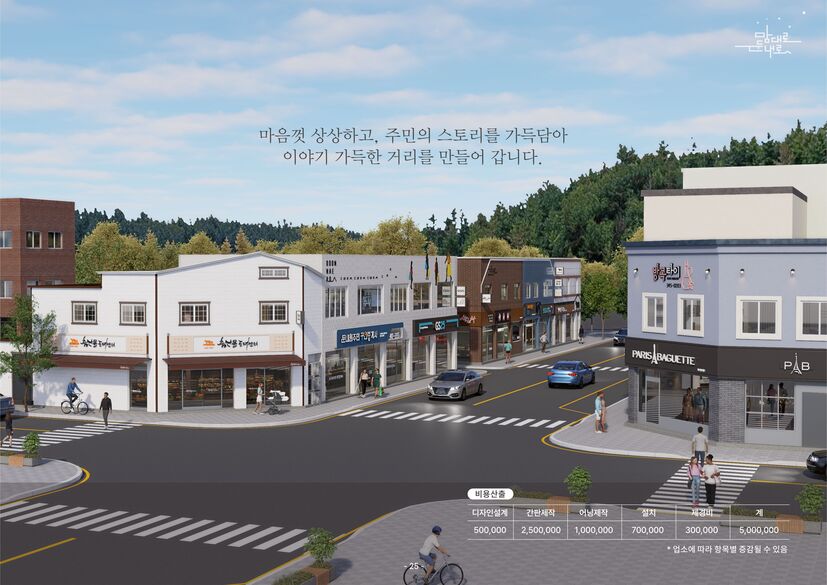 맘대로
내로
마음껏 상상하고, 주민의 스토리를 가득담아
이야기 가득한 거리를 만들어 갑니다.
GS25
PARIS BAGUETTE
P B
비용산출
디자인설계 간판제작 어닝제작 설치 제경비 계
500,000 2,500,000 1,000,000 700,000 300,000 5,000,000
* 업소에 따라 항목별 증감될 수 있음
- 25 -